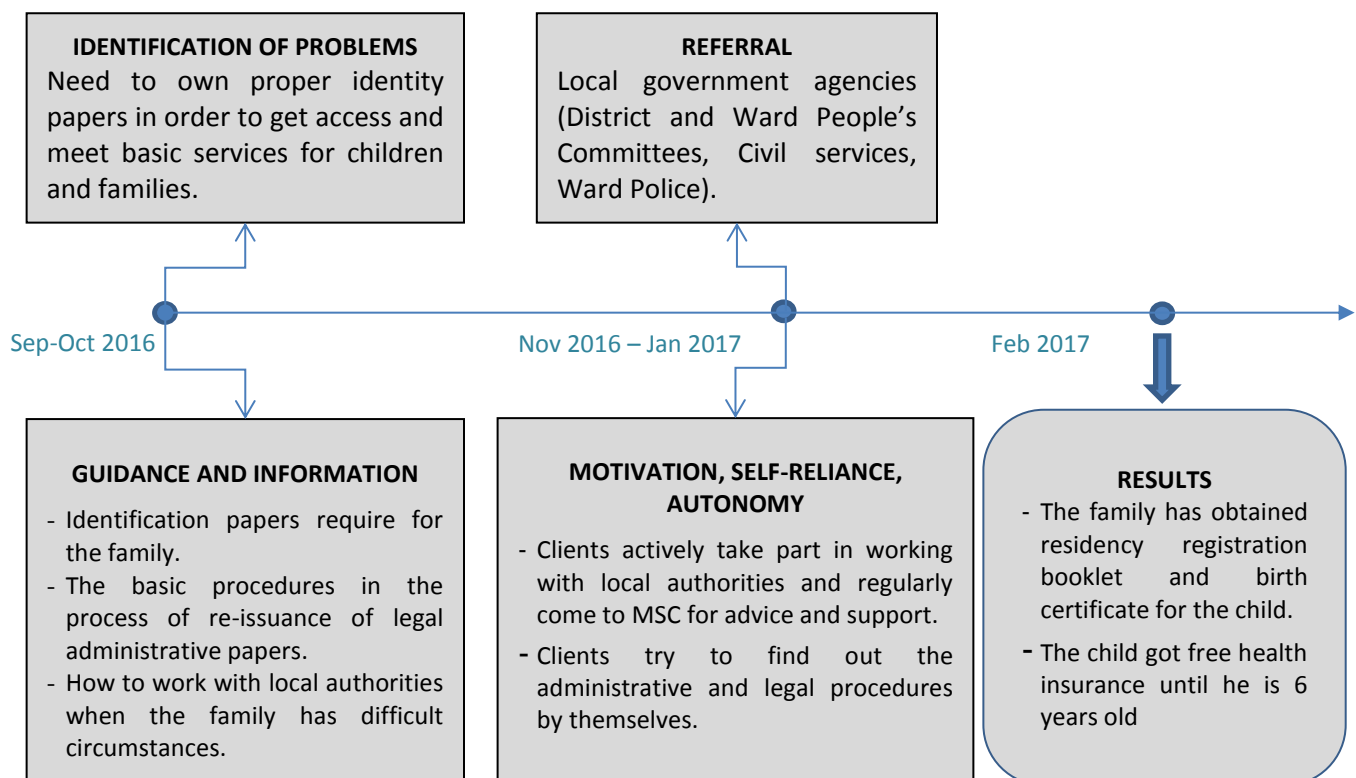 IDENTIFICATION OF PROBLEMS
Need to own proper identity
papers in order to get access and
meet basic services for children
and families.
REFERRAL
Local government agencies
(District and Ward People's
Committees, Civil services,
Ward Police).
Sep-Oct 2016
Nov 2016 – Jan 2017
Feb 2017
GUIDANCE AND INFORMATION
- Identification papers require for
the family.
- The basic procedures in the
process of re-issuance of legal
administrative papers.
- How to work with local authorities
when the family has difficult
circumstances.
MOTIVATION, SELF-RELIANCE,
AUTONOMY
- Clients actively take part in working
with local authorities and regularly
come to MSC for advice and support.
- Clients try to find out the
administrative and legal procedures
by themselves.
RESULTS
- The family has obtained
residency registration
booklet and birth
certificate for the child.
- The child got free health
insurance until he is 6
years old